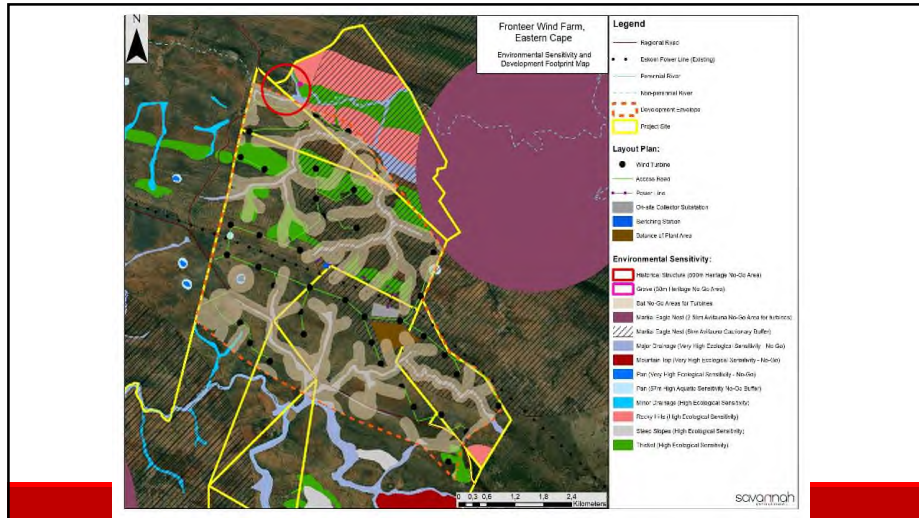 N
Fronteer Wind Farm,
Eastern Cape
Environmental Sensitivity and
Development Footprint Map
Legend
Regional Road
Eskom Power Line (Existing)
Perennial River
Non-perennial River
Development Envelope
Project Site
Layout Plan:
Wind Turbine
Access Road
Power Line
On-site Collector Substation
Switching Station
Balance of Plant Area
Environmental Sensitivity:
Historical Structure (500m Heritage No-Go Area)
Grave (50m Heritage No Go Area)
Bat No-Go Areas for Turbines
Martial Eagle Nest (2.5km Avifauna No-Go Area for turbines)
Martial Eagle Nest (5km Avifauna Cautionary Buffer)
Major Drainage (Very High Ecological Sensitivity - No Go)
Mountain Top (Very High Ecological Sensitivity - No-Go)
Pan (Very High Ecological Sensitivity - No-Go)
Pan (57m High Aquatic Sensitivity No-Go Buffer)
Minor Drainage (High Ecological Sensitivity)
Rocky Hills (High Ecological Sensitivity)
Steep Slopes (High Ecological Sensitivity)
Thicket (High Ecological Sensitivity)
0 0,3 0,6 1,2 1,8 2,4
Kilometers
savannah